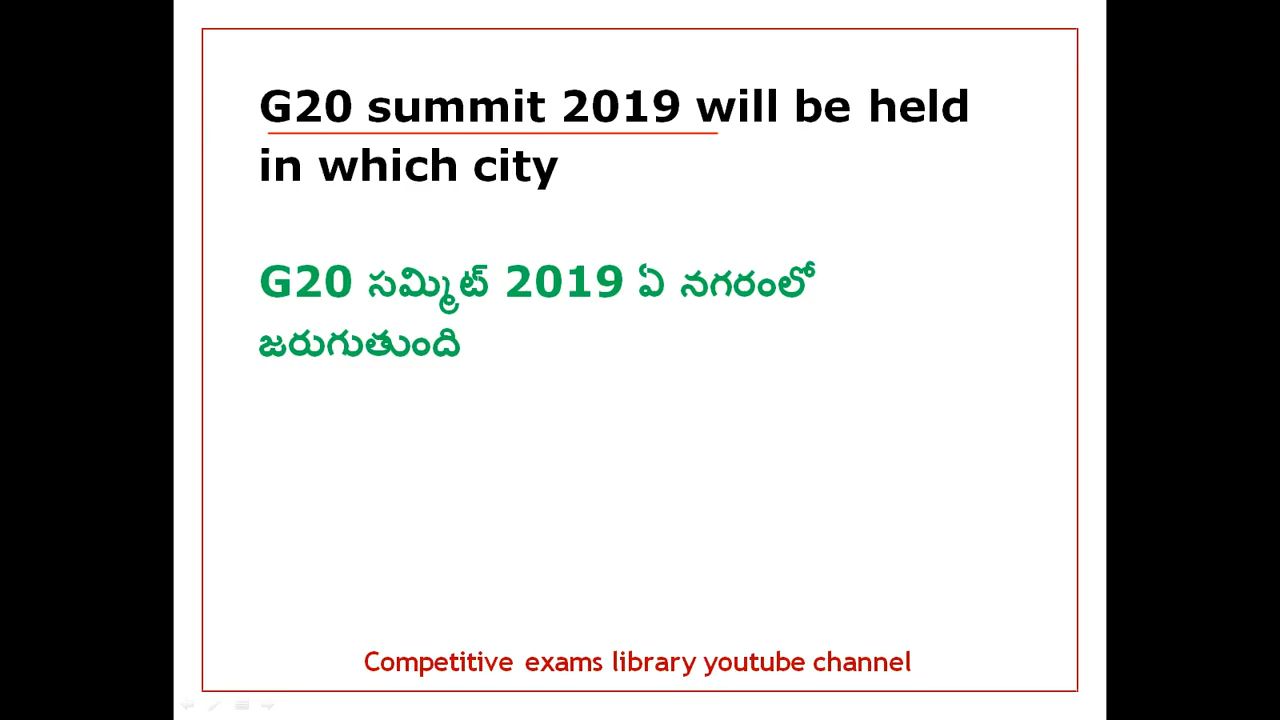 G20 summit 2019 will be held
in which city
G20 సమ్మిట్ 2019 ఏ నగరంలో
జరుగుతుంది
Competitive exams library youtube channel